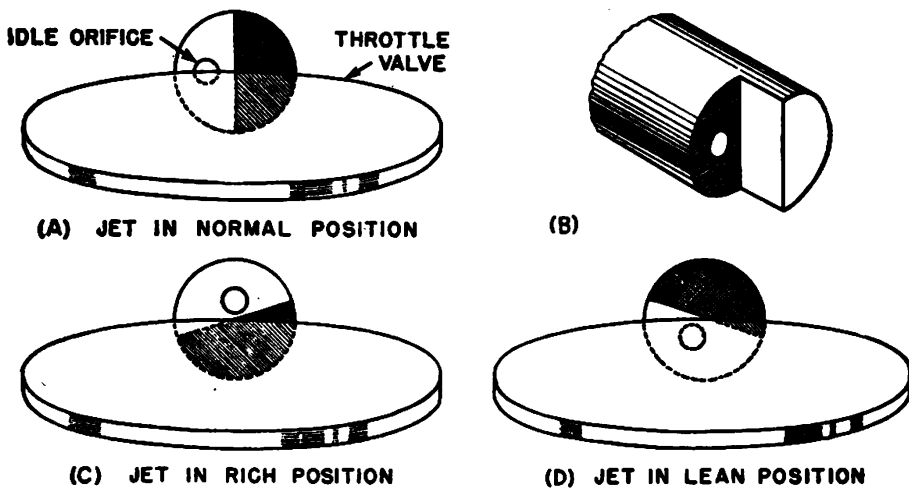 IDLE ORIFICE
THROTTLE
VALVE
(A) JET IN NORMAL POSITION
(B)
(C) JET IN RICH POSITION
(D) JET IN LEAN POSITION